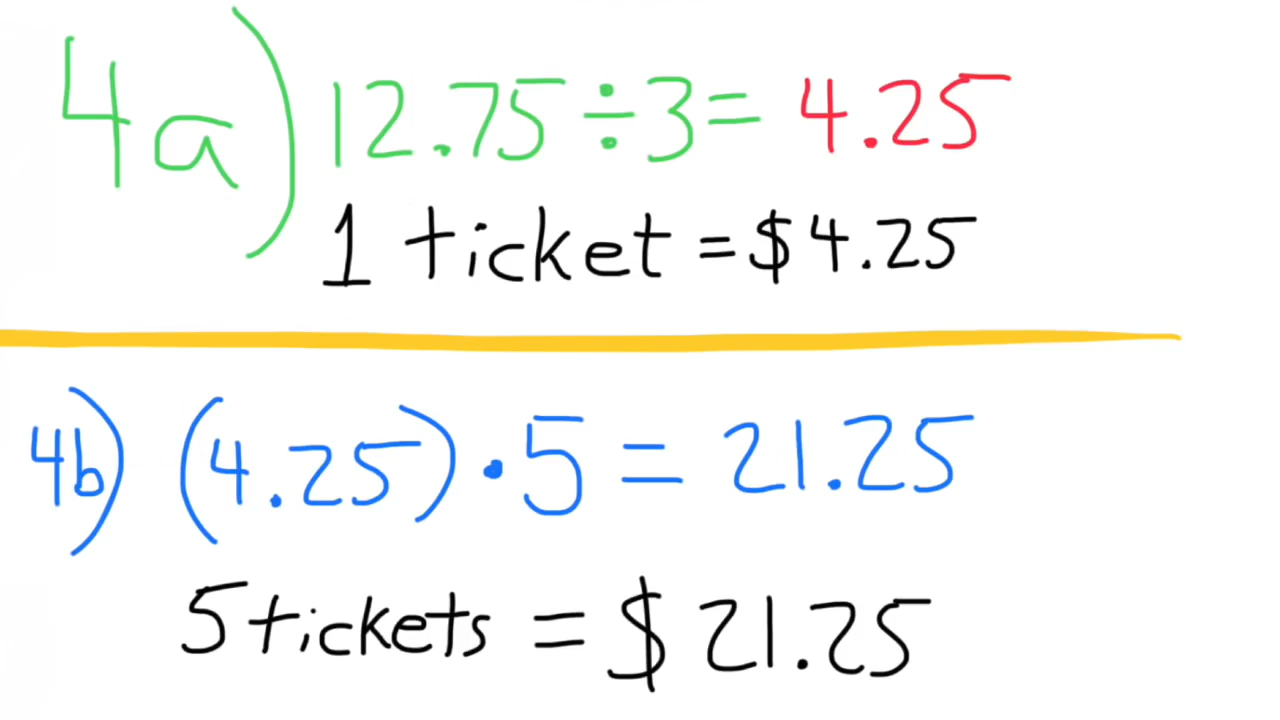 4a) 12.75÷3= 4.25
1 ticket =$4.25
4b) (4.25)·5 = 21.25
5 tickets = $21.25